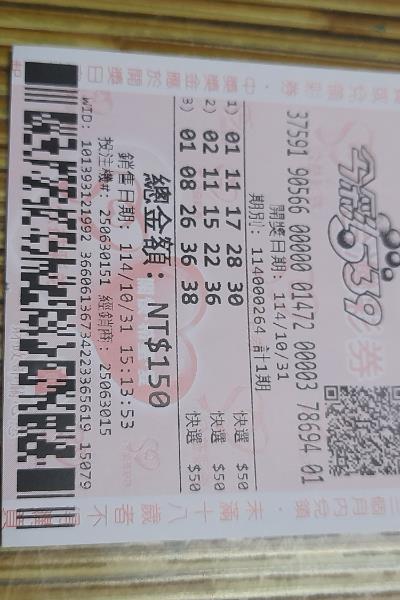 今彩539
37591 90566 00000 01472 00003 78694 01
開獎日期: 114/10/31
期別: 114000264 計1期
1) 01 11 17 28 30 快選 $50
2) 02 11 15 22 36 快選 $50
3) 01 08 26 36 38 快選 $50
總金額: NT$150
銷售日期: 114/10/31 15:13:53
投注機#: 250630151 經銷商: 25063015
WID: 101393121992 36606136734223365619 15079